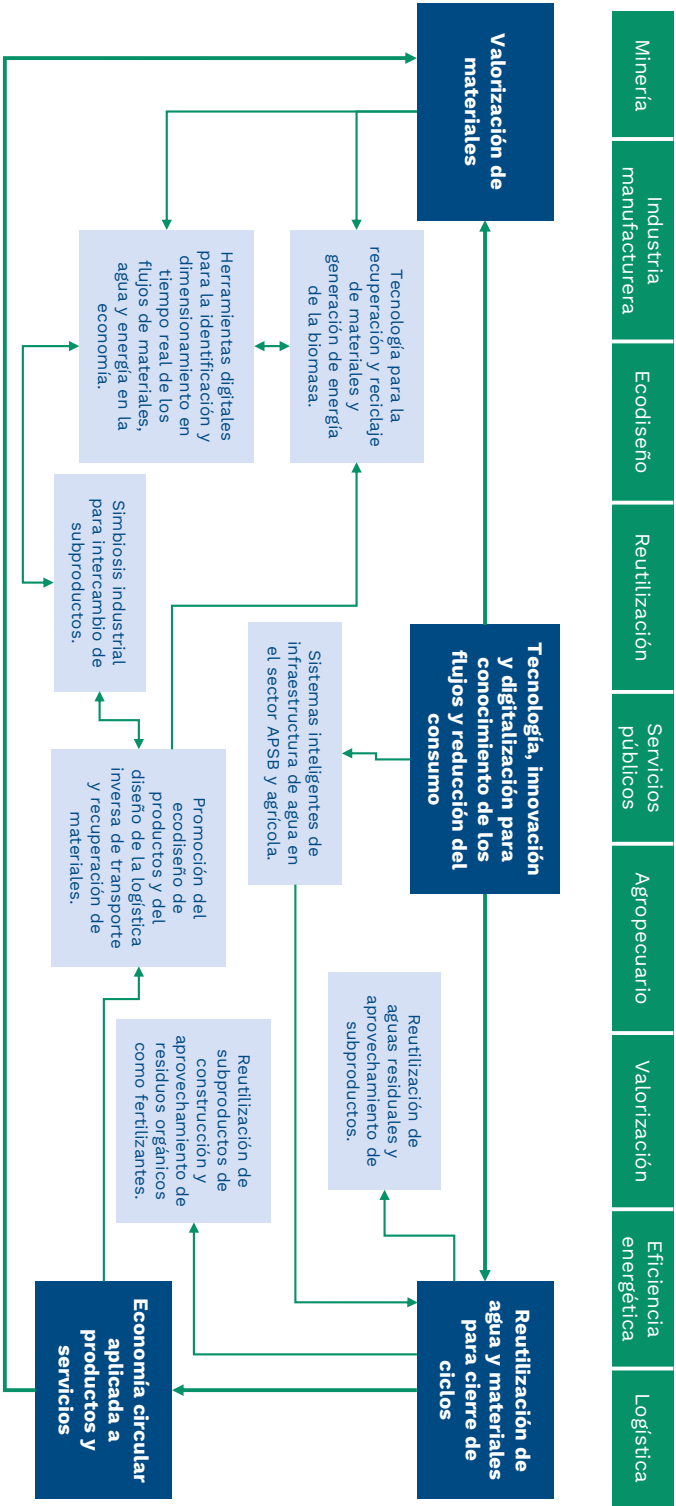 Minería
Industria
manufacturera
Ecodiseño
Reutilización
Servicios
públicos
Agropecuario
Valorización
Eficiencia
energética
Logística
Valorización de
materiales
Tecnología, innovación
y digitalización para
conocimiento de los
flujos y reducción del
consumo
Reutilización de
agua y materiales
para cierre de
ciclos
Tecnología para la
recuperación y reciclaje
de materiales y
generación de energía
de la biomasa.
Sistemas inteligentes de
infraestructura de agua en
el sector APSB y agrícola.
Reutilización de
aguas residuales y
aprovechamiento de
subproductos.
Herramientas digitales
para la identificación y
dimensionamiento en
tiempo real de los
flujos de materiales,
agua y energía en la
economía.
Simbiosis industrial
para intercambio de
subproductos.
Promoción del
ecodiseño de
productos y del
diseño de la logística
inversa de transporte
y recuperación de
materiales.
Reutilización de
subproductos de
construcción y
aprovechamiento de
residuos orgánicos
como fertilizantes.
Economía circular
aplicada a
productos y
servicios